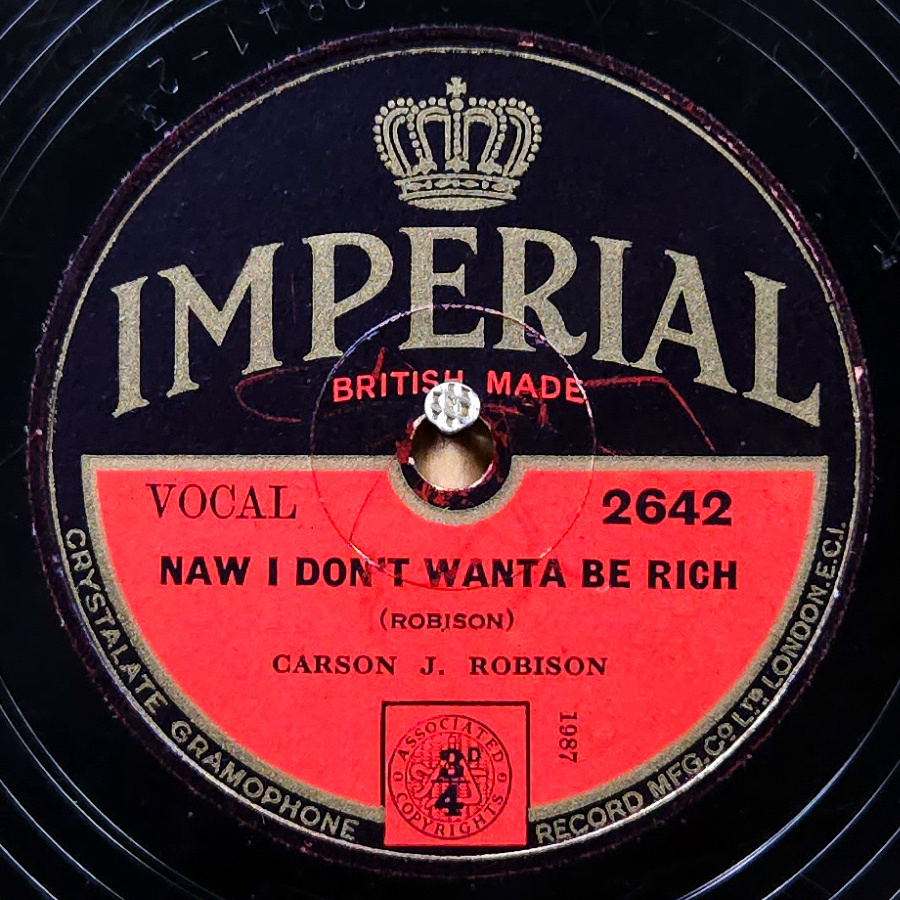 IMPERIAL
BRITISH MADE
VOCAL 2642
NAW I DON'T WANTA BE RICH
(ROBISON)
CARSON J. ROBISON
1987
ASSOCIATED
3D
4
COPYRIGHTS
CRYSTALATE GRAMOPHONE RECORD MFG. Co LTD LONDON. E.C.I.